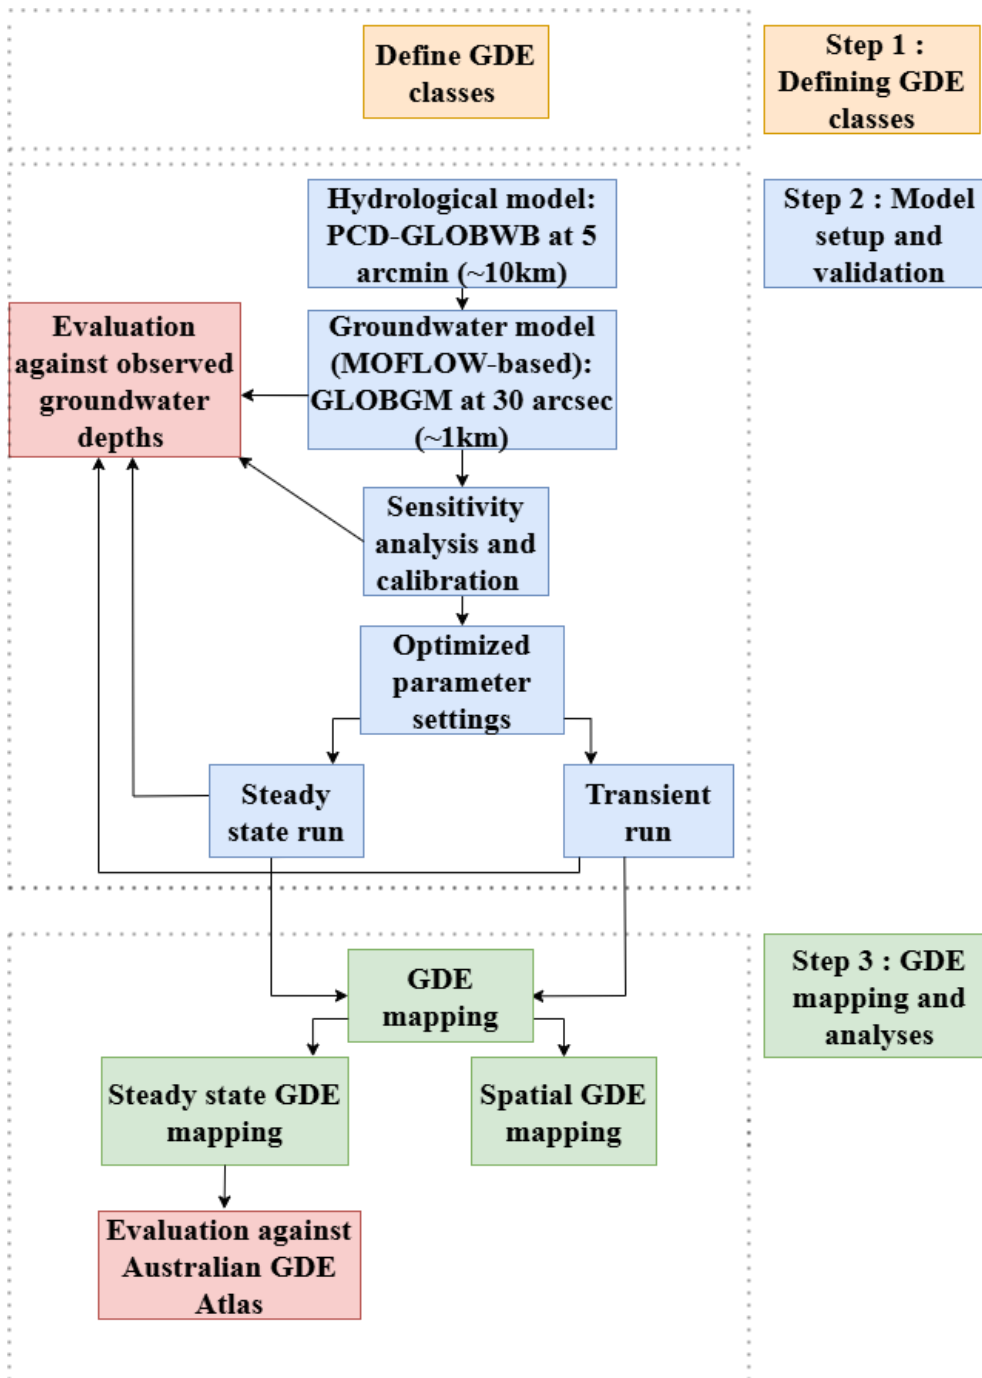 Define GDE
classes
Step 1 :
Defining GDE
classes
Hydrological model:
PCD-GLOBWB at 5
arcmin (~10km)
Step 2 : Model
setup and
validation
Evaluation
against observed
groundwater
depths
Groundwater model
(MOFLOW-based):
GLOBGM at 30 arcsec
(~1km)
Sensitivity
analysis and
calibration
Optimized
parameter
settings
Steady
state run
Transient
run
GDE
mapping
Step 3 : GDE
mapping and
analyses
Steady state GDE
mapping
Spatial GDE
mapping
Evaluation against
Australian GDE
Atlas